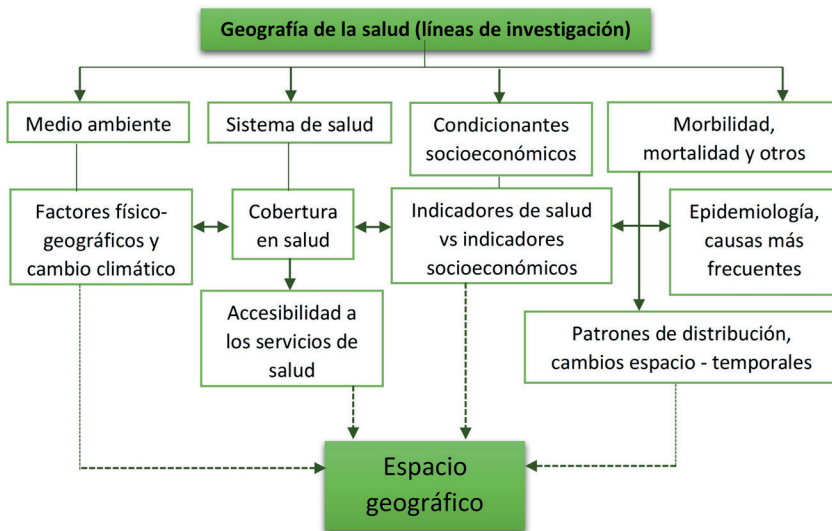 Geografía de la salud (líneas de investigación)
Medio ambiente
Sistema de salud
Condicionantes
socioeconómicos
Morbilidad,
mortalidad y otros
Factores físico-
geográficos y
cambio climático
Cobertura
en salud
Indicadores de salud
vs indicadores
socioeconómicos
Epidemiología,
causas más
frecuentes
Accesibilidad a
los servicios de
salud
Patrones de distribución,
cambios espacio - temporales
Espacio
geográfico